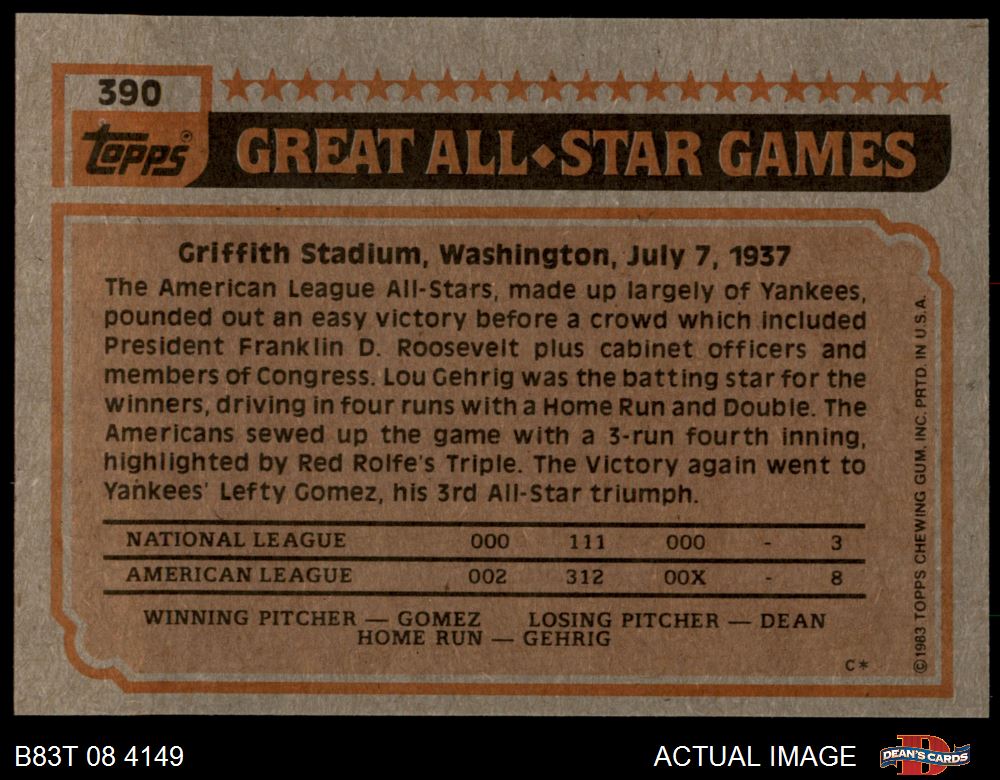 390
topps®
GREAT ALL◆STAR GAMES
Griffith Stadium, Washington, July 7, 1937
The American League All-Stars, made up largely of Yankees,
pounded out an easy victory before a crowd which included
President Franklin D. Roosevelt plus cabinet officers and
members of Congress. Lou Gehrig was the batting star for the
winners, driving in four runs with a Home Run and Double. The
Americans sewed up the game with a 3-run fourth inning,
highlighted by Red Rolfe's Triple. The Victory again went to
Yankees' Lefty Gomez, his 3rd All-Star triumph.
NATIONAL LEAGUE 000 111 000 - 3
AMERICAN LEAGUE 002 312 00X - 8
WINNING PITCHER — GOMEZ LOSING PITCHER — DEAN
HOME RUN — GEHRIG
C*
©1983 TOPPS CHEWING GUM, INC. PRTD. IN U.S.A.
B83T 08 4149
ACTUAL IMAGE
D
DEAN'S CARDS